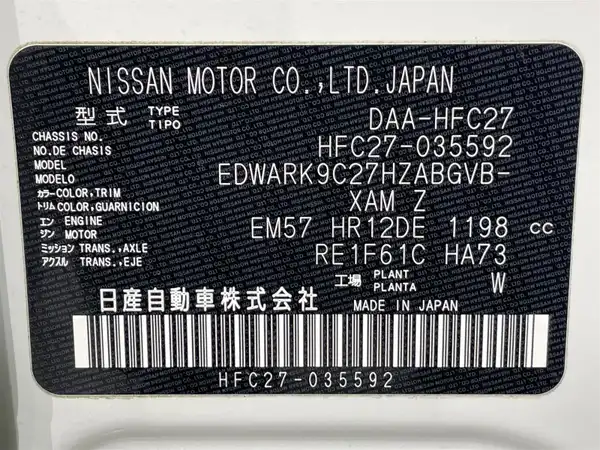 NISSAN MOTOR CO.,LTD.JAPAN
型式 TYPE TIPO DAA-HFC27
CHASSIS NO. NO.DE CHASIS HFC27-035592
MODEL MODELO EDWARK9C27HZABGVB-
カラー COLOR,TRIM トリム COLOR,GUARNICION XAM Z
エン ENGINE ジン MOTOR EM57 HR12DE 1198 CC
ミッション TRANS.,AXLE アクスル TRANS.,EJE RE1F61C HA73
工場 PLANT PLANTA W
日産自動車株式会社 MADE IN JAPAN
HFC27-035592